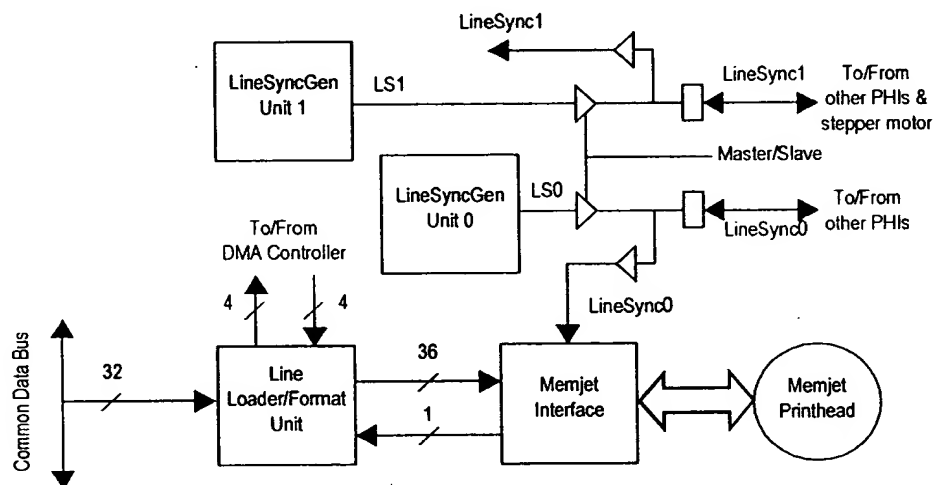 LineSync1
LineSyncGen
Unit 1
LS1
LineSync1
To/From
other PHIs &
stepper motor
Master/Slave
LineSyncGen
Unit 0
LS0
LineSync0
To/From
other PHIs
To/From
DMA Controller
4
4
LineSync0
Common Data Bus
32
Line
Loader/Format
Unit
36
1
Memjet
Interface
Memjet
Printhead